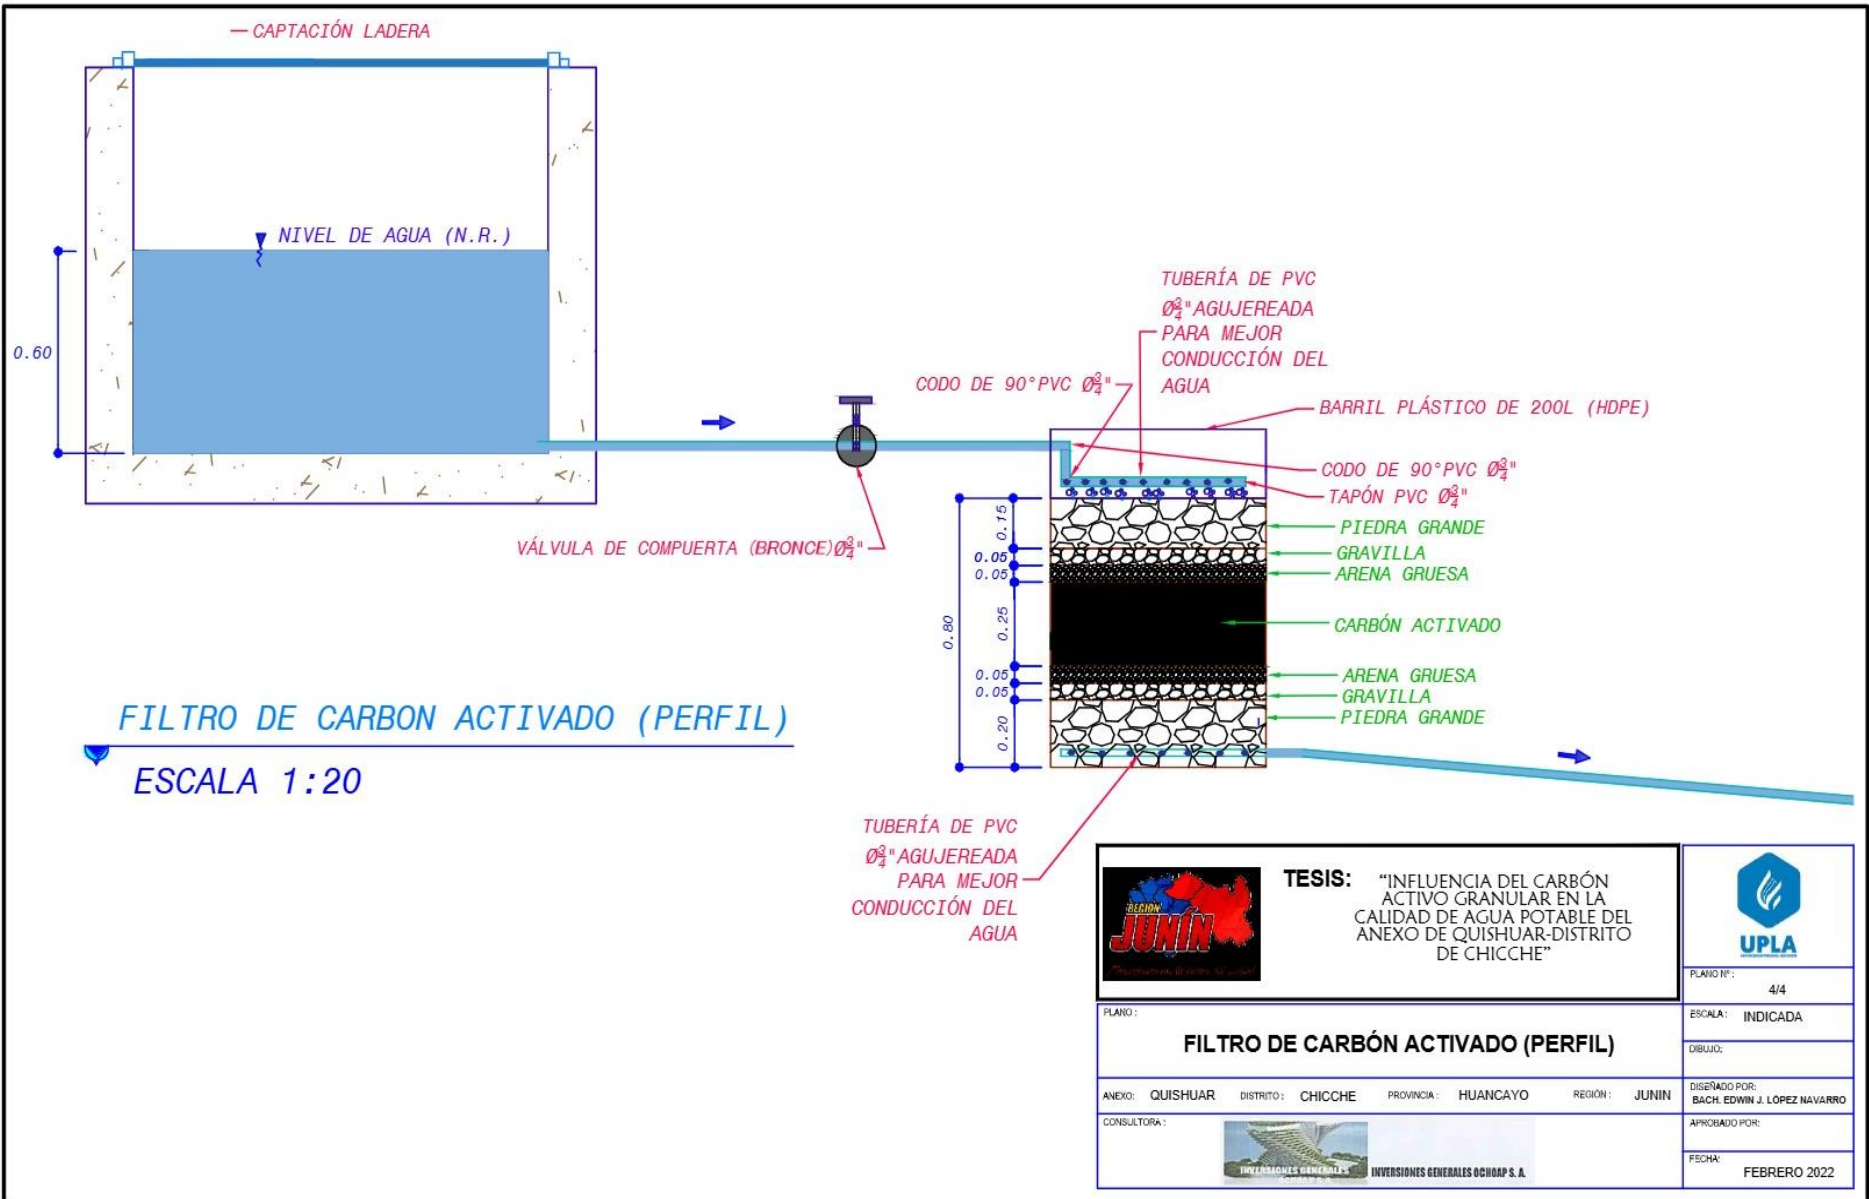 CAPTACIÓN LADERA
NIVEL DE AGUA (N.R.)
0.60
TUBERÍA DE PVC
Ø3/4"AGUJEREADA
PARA MEJOR
CONDUCCIÓN DEL
AGUA
CODO DE 90°PVC Ø3/4"
BARRIL PLÁSTICO DE 200L (HDPE)
CODO DE 90°PVC Ø3/4"
TAPÓN PVC Ø3/4"
VÁLVULA DE COMPUERTA (BRONCE)Ø3/4"
0.15
0.05
0.05
0.25
0.80
0.05
0.05
0.20
PIEDRA GRANDE
GRAVILLA
ARENA GRUESA
CARBÓN ACTIVADO
ARENA GRUESA
GRAVILLA
PIEDRA GRANDE
FILTRO DE CARBON ACTIVADO (PERFIL)
ESCALA 1:20
TUBERÍA DE PVC
Ø3/4"AGUJEREADA
PARA MEJOR
CONDUCCIÓN DEL
AGUA
REGION
JUNÍN
TESIS: "INFLUENCIA DEL CARBÓN
ACTIVO GRANULAR EN LA
CALIDAD DE AGUA POTABLE DEL
ANEXO DE QUISHUAR-DISTRITO
DE CHICCHE"
UPLA
PLANO N°:
4/4
PLANO:
FILTRO DE CARBÓN ACTIVADO (PERFIL)
ESCALA: INDICADA
DIBUJO:
ANEXO: QUISHUAR DISTRITO: CHICCHE PROVINCIA: HUANCAYO REGIÓN: JUNIN
DISEÑADO POR:
BACH. EDWIN J. LÓPEZ NAVARRO
CONSULTORA:
INVERSIONES GENERALES
INVERSIONES GENERALES OCHOAP S. A.
APROBADO POR:
FECHA:
FEBRERO 2022